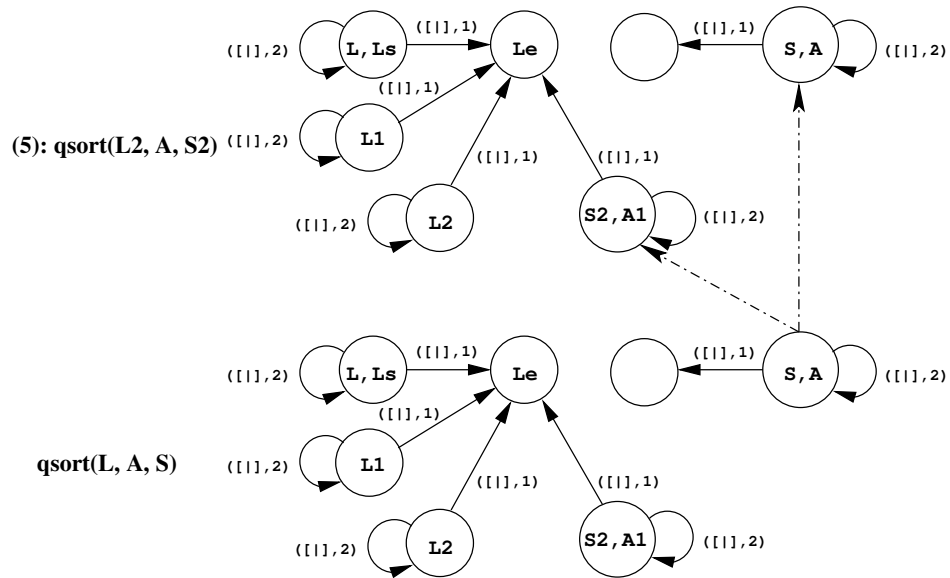 ([|],1)
([|],1)
([|],2)
L,Ls
Le
S,A
([|],2)
([|],1)
([|],2)
L1
(5): qsort(L2, A, S2)
([|],1)
([|],1)
([|],2)
L2
S2,A1
([|],2)
([|],1)
([|],1)
([|],2)
L,Ls
Le
S,A
([|],2)
([|],1)
([|],2)
L1
qsort(L, A, S)
([|],1)
([|],1)
([|],2)
L2
S2,A1
([|],2)